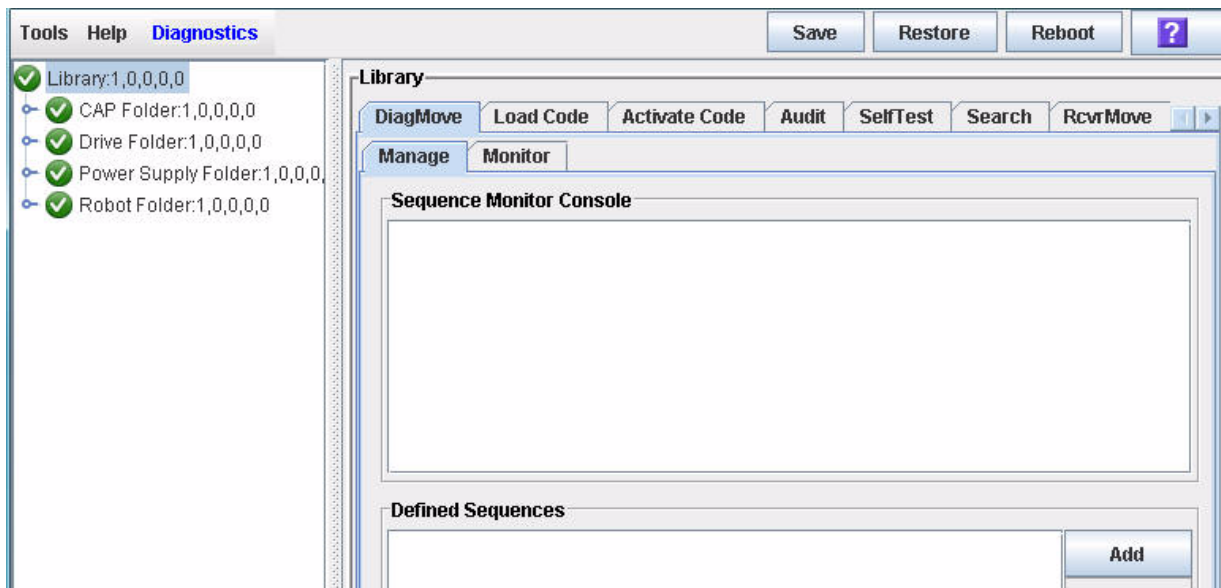 Tools Help Diagnostics
Save Restore Reboot ?
Library:1,0,0,0,0
CAP Folder:1,0,0,0,0
Drive Folder:1,0,0,0,0
Power Supply Folder:1,0,0,0,
Robot Folder:1,0,0,0,0
Library
DiagMove Load Code Activate Code Audit SelfTest Search RcvrMove
Manage Monitor
Sequence Monitor Console
Defined Sequences
Add